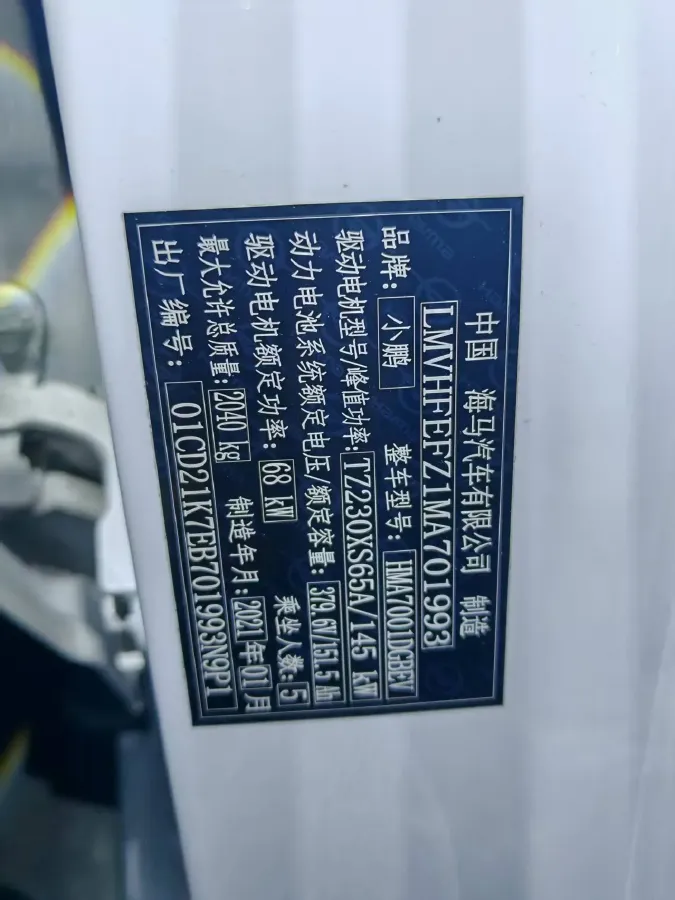 中国 海马汽车有限公司 制造
LMVHFEFZ1MA701993
品牌: 小鹏 整车型号: HMA7001DGBEV
驱动电机型号/峰值功率: TZ230XS65A/145 kW
动力电池系统额定电压/额定容量: 379.6V/151.5 Ah
驱动电机额定功率: 68 kW 乘坐人数: 5
最大允许总质量: 2040 kg 制造年月: 2021年01月
出厂编号: 01CD21K7EB701993N9P1